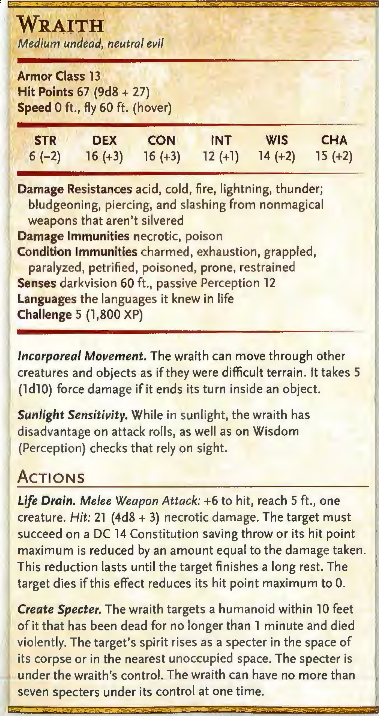 WRAITH
Medium undead, neutral evil
Armor Class 13
Hit Points 67 (9d8 + 27)
Speed 0 ft., fly 60 ft. (hover)
STR DEX CON INT WIS CHA
6 (–2) 16 (+3) 16 (+3) 12 (+1) 14 (+2) 15 (+2)
Damage Resistances acid, cold, fire, lightning, thunder;
bludgeoning, piercing, and slashing from nonmagical
weapons that aren't silvered
Damage Immunities necrotic, poison
Condition Immunities charmed, exhaustion, grappled,
paralyzed, petrified, poisoned, prone, restrained
Senses darkvision 60 ft., passive Perception 12
Languages the languages it knew in life
Challenge 5 (1,800 XP)
Incorporeal Movement. The wraith can move through other
creatures and objects as if they were difficult terrain. It takes 5
(1d10) force damage if it ends its turn inside an object.
Sunlight Sensitivity. While in sunlight, the wraith has
disadvantage on attack rolls, as well as on Wisdom
(Perception) checks that rely on sight.
ACTIONS
Life Drain. Melee Weapon Attack: +6 to hit, reach 5 ft., one
creature. Hit: 21 (4d8 + 3) necrotic damage. The target must
succeed on a DC 14 Constitution saving throw or its hit point
maximum is reduced by an amount equal to the damage taken.
This reduction lasts until the target finishes a long rest. The
target dies if this effect reduces its hit point maximum to 0.
Create Specter. The wraith targets a humanoid within 10 feet
of it that has been dead for no longer than 1 minute and died
violently. The target's spirit rises as a specter in the space of
its corpse or in the nearest unoccupied space. The specter is
under the wraith's control. The wraith can have no more than
seven specters under its control at one time.